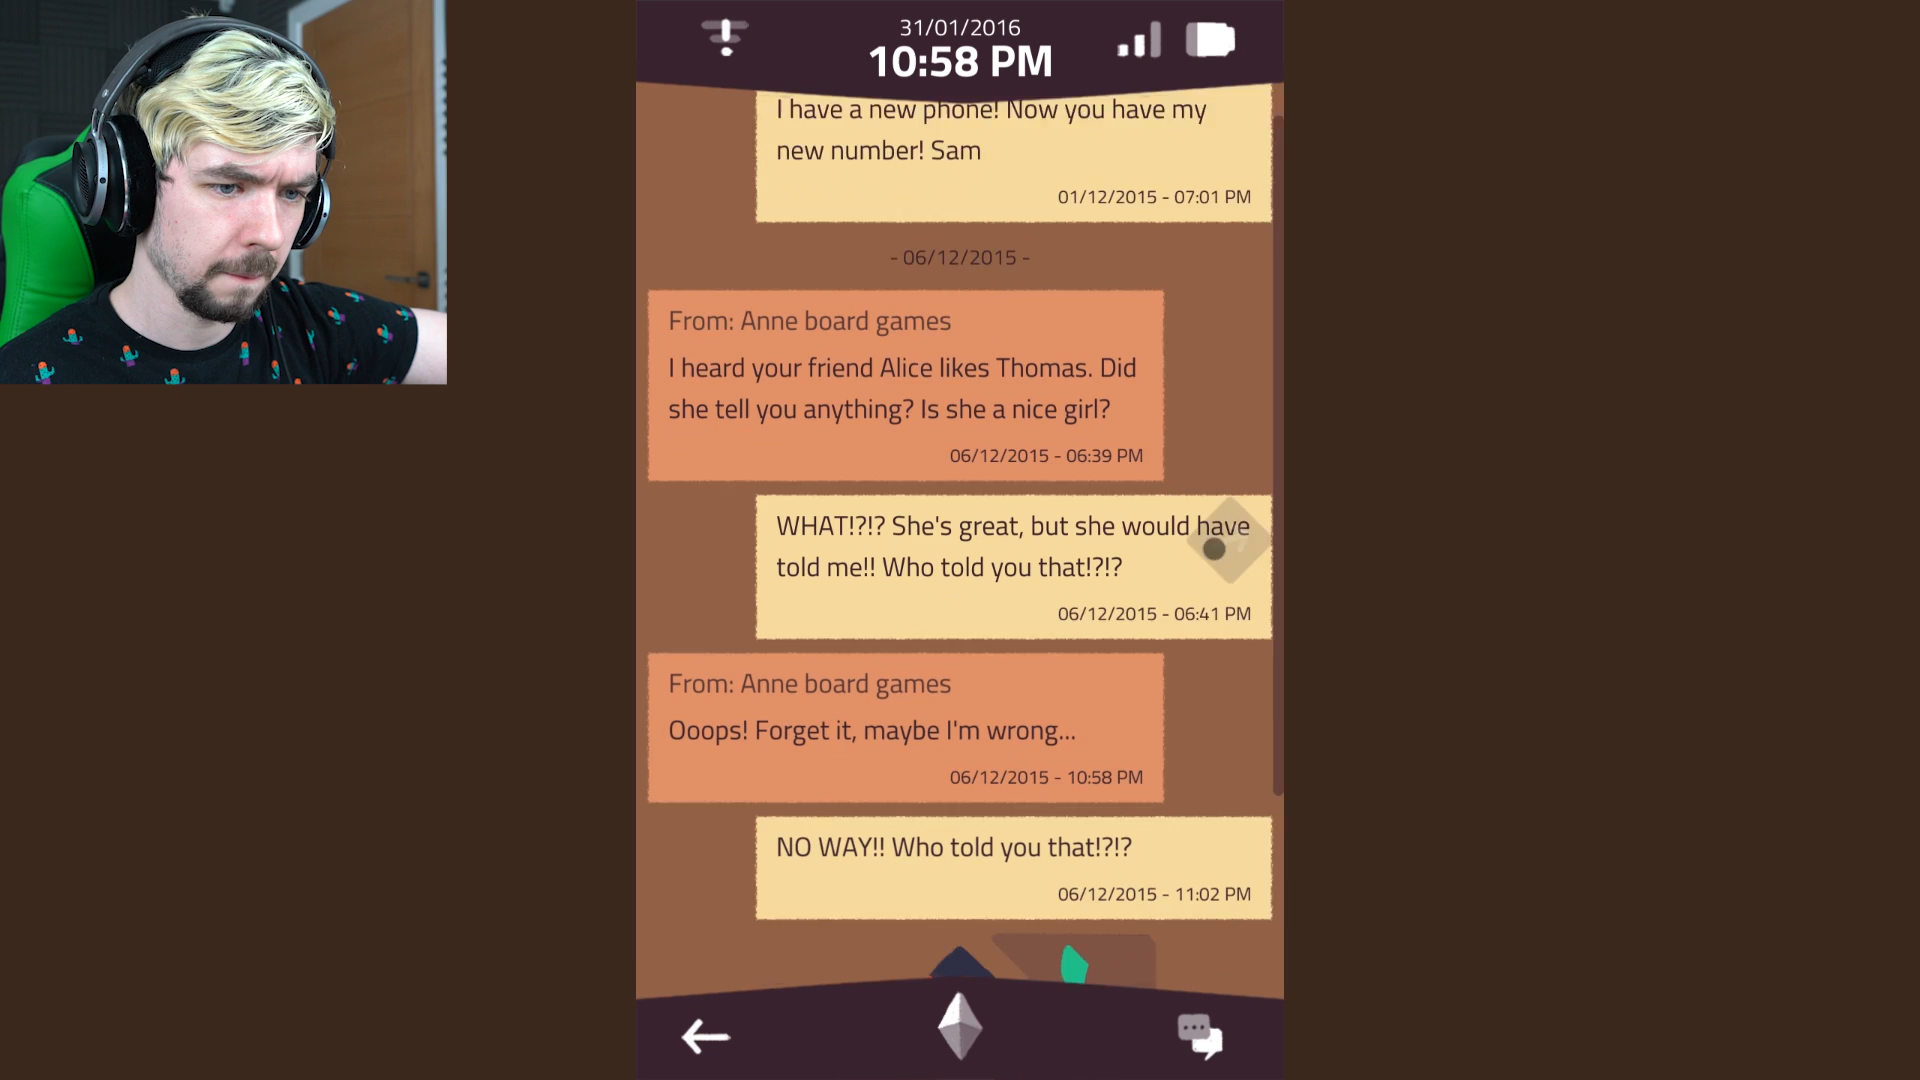 31/01/2016
10:58 PM
I have a new phone! Now you have my
new number! Sam
01/12/2015 - 07:01 PM
- 06/12/2015 -
From: Anne board games
I heard your friend Alice likes Thomas. Did
she tell you anything? Is she a nice girl?
06/12/2015 - 06:39 PM
WHAT!?!? She's great, but she would have
told me!! Who told you that!?!?
06/12/2015 - 06:41 PM
From: Anne board games
Ooops! Forget it, maybe I'm wrong...
06/12/2015 - 10:58 PM
NO WAY!! Who told you that!?!?
06/12/2015 - 11:02 PM